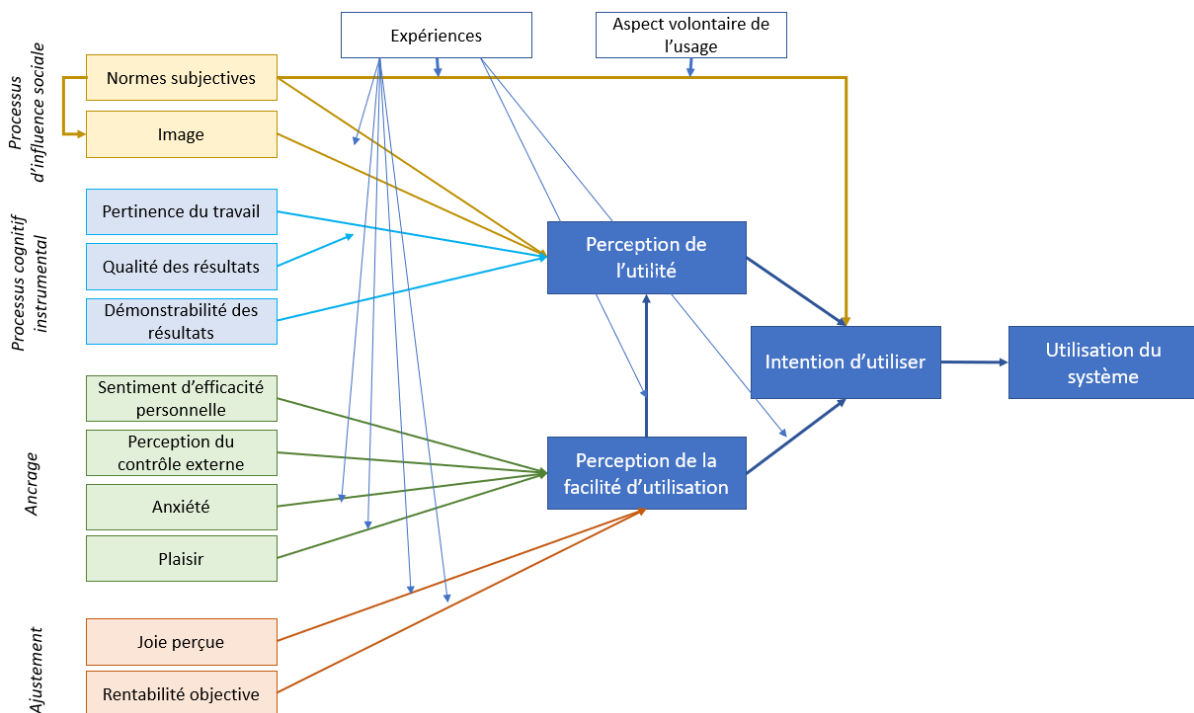 Expériences
Aspect volontaire de
l'usage
Processus
d'influence sociale
Normes subjectives
Image
Processus cognitif
instrumental
Pertinence du travail
Qualité des résultats
Démonstrabilité des
résultats
Perception de
l'utilité
Intention d'utiliser
Utilisation du
système
Ancrage
Sentiment d'efficacité
personnelle
Perception du
contrôle externe
Anxiété
Plaisir
Perception de la
facilité d'utilisation
Ajustement
Joie perçue
Rentabilité objective